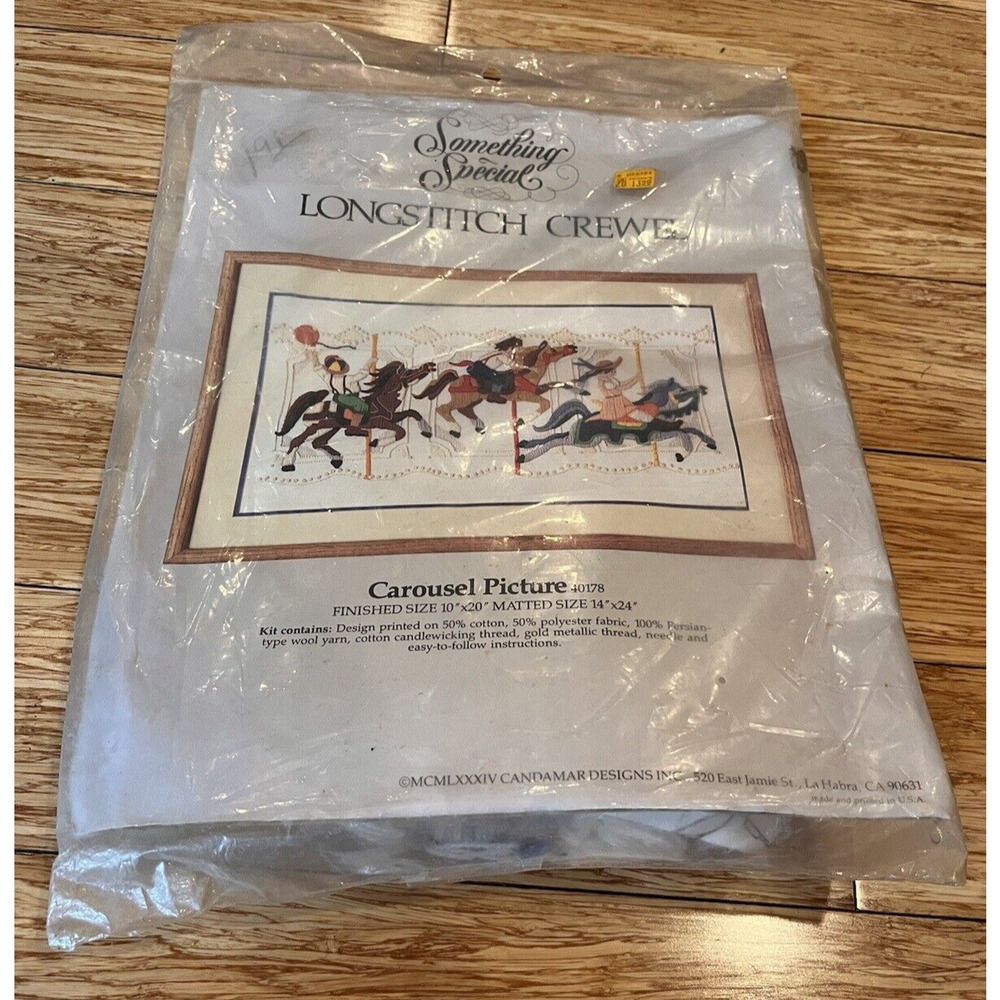 Something
Special
LONGSTITCH CREWEL
Carousel Picture 40178
FINISHED SIZE 10"x20" MATTED SIZE 14"x24"
Kit contains: Design printed on 50% cotton, 50% polyester fabric, 100% Persian-
type wool yarn, cotton candlewicking thread, gold metallic thread, needle and
easy-to-follow instructions.
©MCMLXXXIV CANDAMAR DESIGNS INC., 520 East Jamie St., La Habra, CA 90631
made and printed in U.S.A.